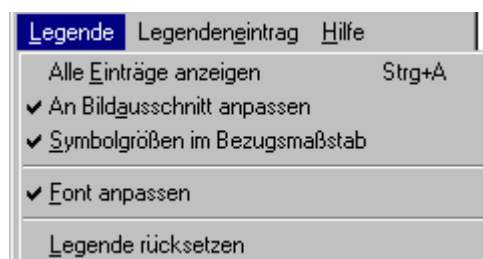 Legende Legendeneintrag Hilfe
Alle Einträge anzeigen Strg+A
An Bildausschnitt anpassen
Symbolgrößen im Bezugsmaßstab
Font anpassen
Legende rücksetzen